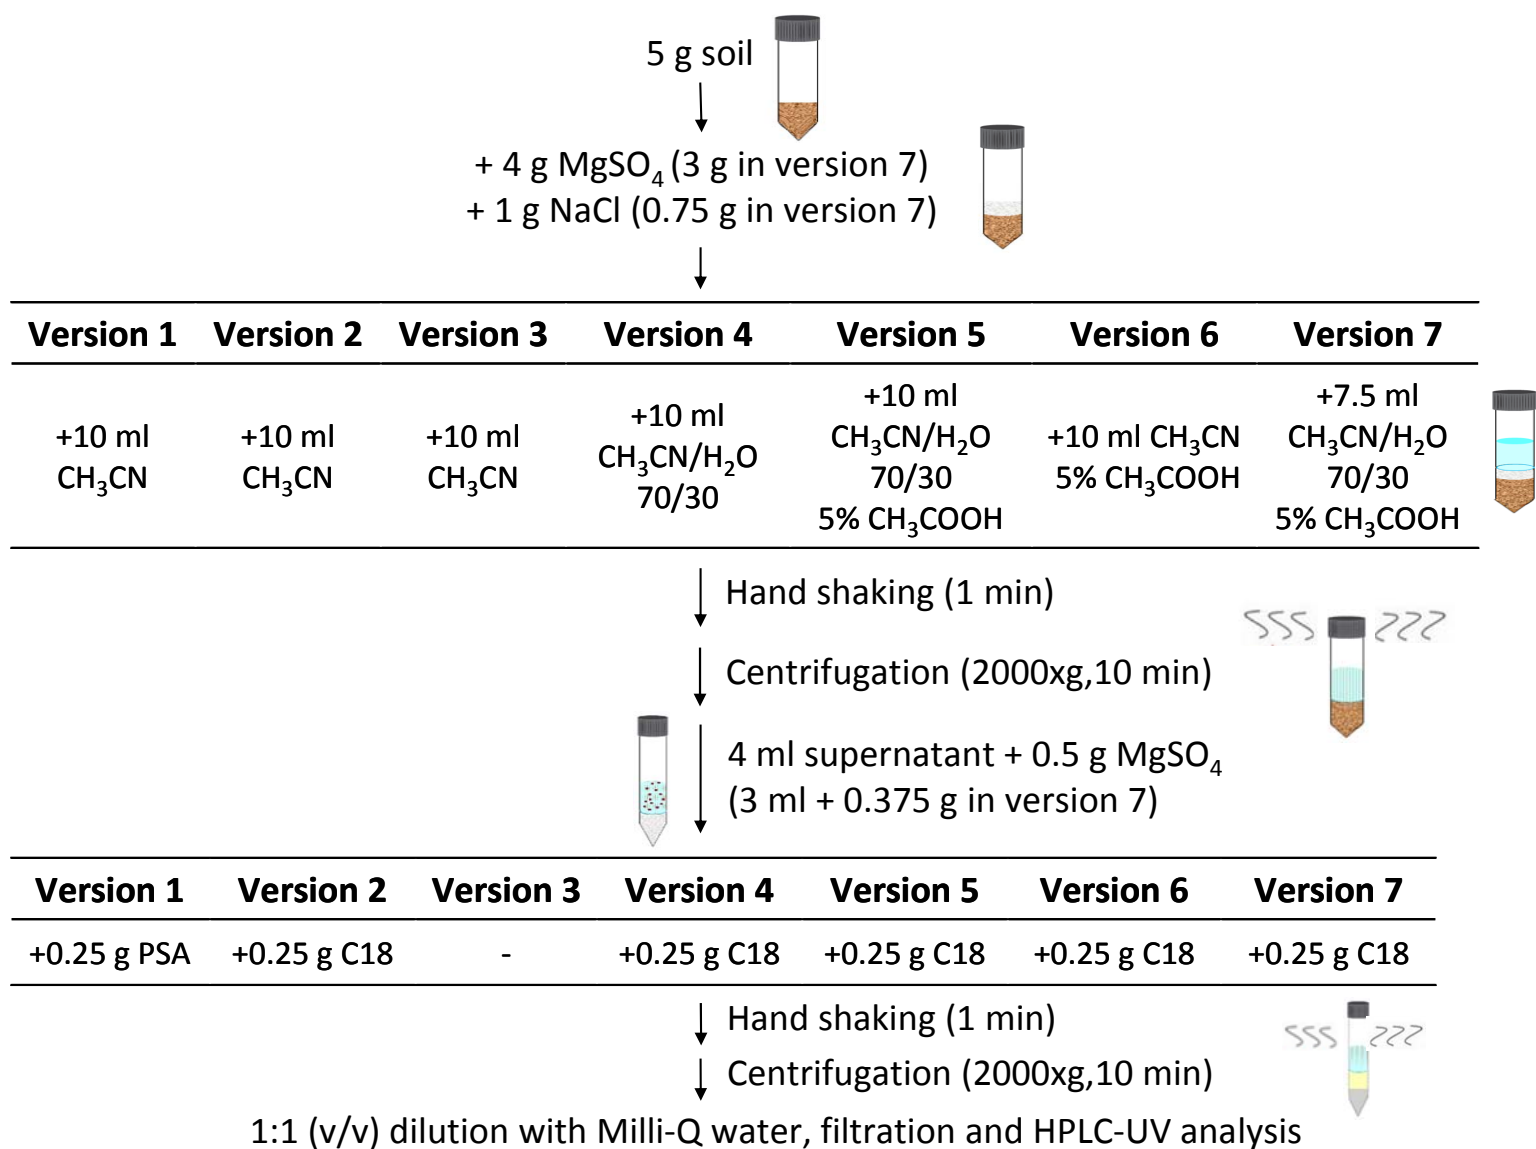 5 g soil
+ 4 g MgSO₄ (3 g in version 7)
+ 1 g NaCl (0.75 g in version 7)
Version 1 Version 2 Version 3 Version 4 Version 5 Version 6 Version 7
+10 ml
CH₃CN
+10 ml
CH₃CN
+10 ml
CH₃CN
+10 ml
CH₃CN/H₂O
70/30
+10 ml
CH₃CN/H₂O
70/30
5% CH₃COOH
+10 ml CH₃CN
5% CH₃COOH
+7.5 ml
CH₃CN/H₂O
70/30
5% CH₃COOH
Hand shaking (1 min)
Centrifugation (2000xg,10 min)
4 ml supernatant + 0.5 g MgSO₄
(3 ml + 0.375 g in version 7)
Version 1 Version 2 Version 3 Version 4 Version 5 Version 6 Version 7
+0.25 g PSA +0.25 g C18 - +0.25 g C18 +0.25 g C18 +0.25 g C18 +0.25 g C18
Hand shaking (1 min)
Centrifugation (2000xg,10 min)
1:1 (v/v) dilution with Milli-Q water, filtration and HPLC-UV analysis